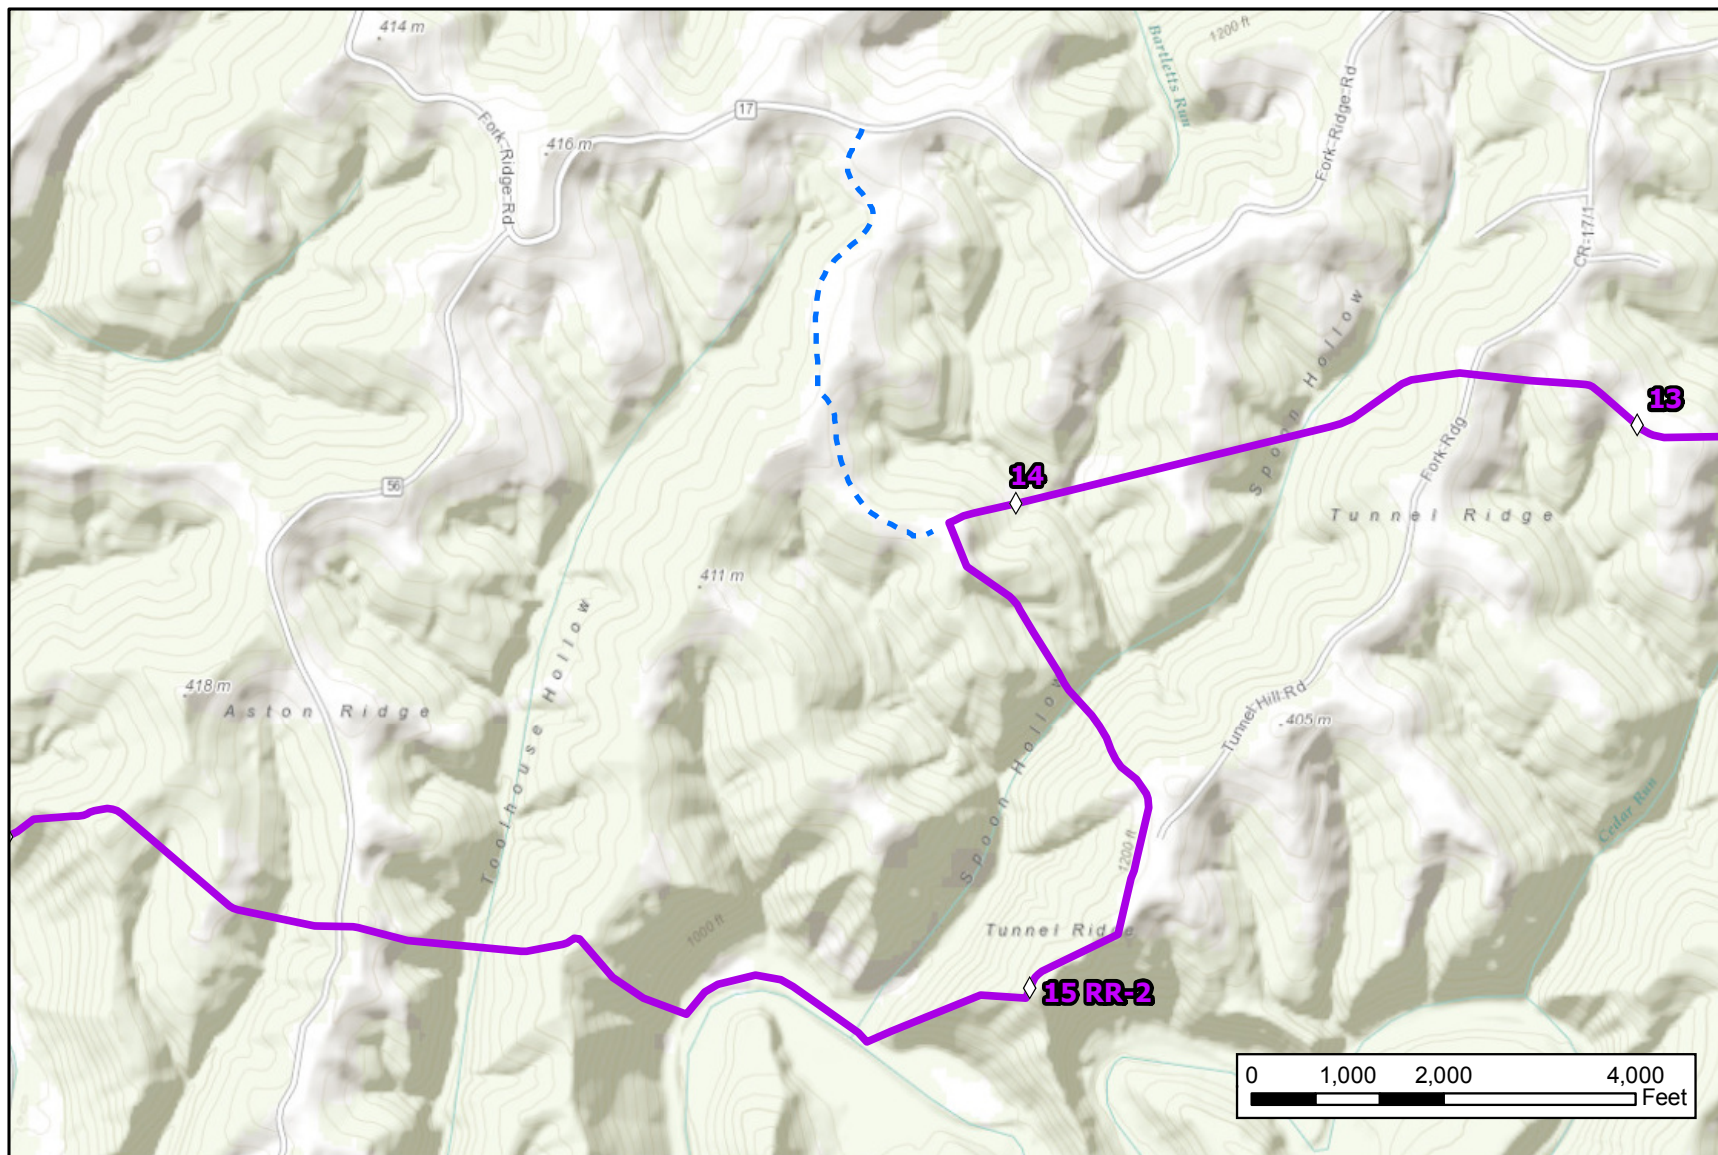 414 m
1200 ft
Bartletts Run
17
Fork Ridge Rd
416 m
Fork-Ridge-Rd
CR-17/1
Spoon Hollow
13
56
14
Fork-Rdg
Tunnel Ridge
411 m
Toolhouse Hollow
418 m
Aston Ridge
Tunnel Hill-Rd
405 m
Spoon Hollow
1200 ft
Cedar Run
1000 ft
Tunnel Ridge
15 RR-2
0 1,000 2,000 4,000
Feet